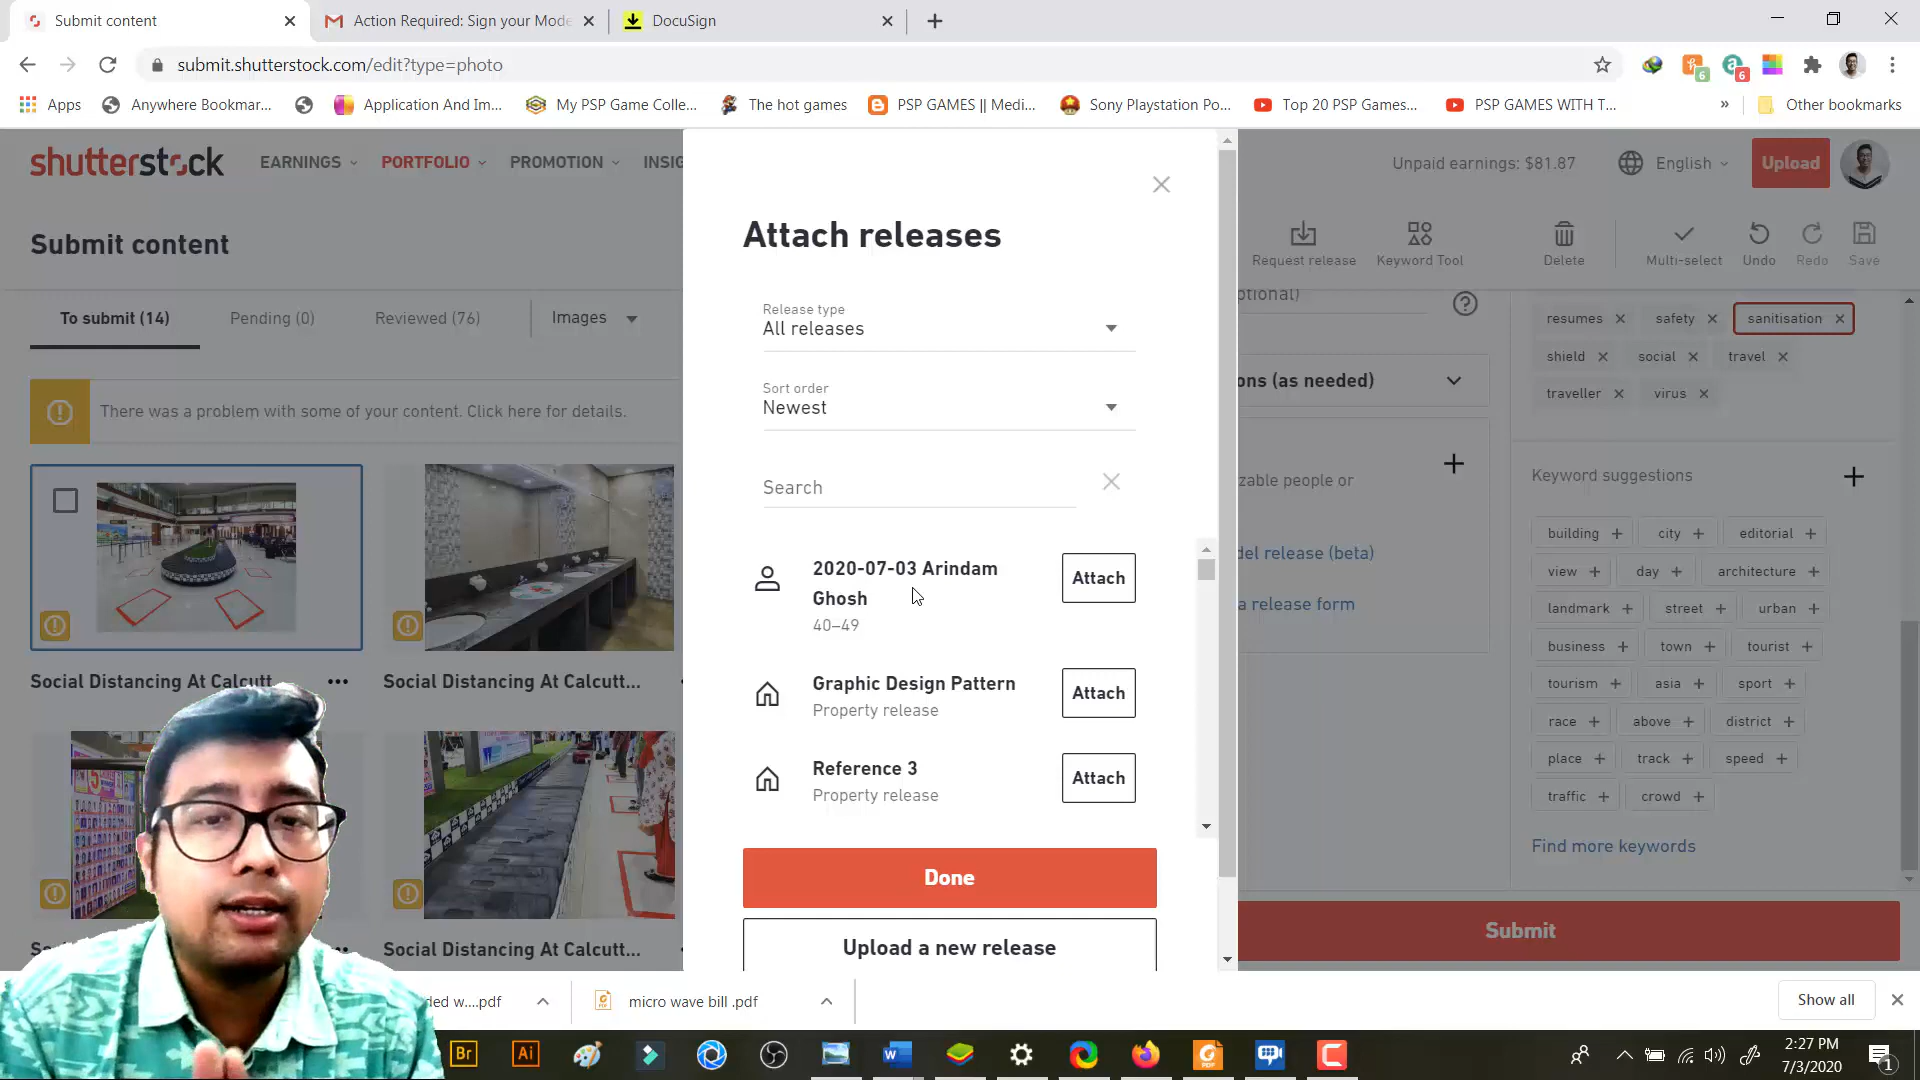 Submit content
Action Required: Sign your Mode
DocuSign
submit.shutterstock.com/edit?type=photo
Apps
Anywhere Bookmar...
Application And Im...
My PSP Game Colle...
The hot games
PSP GAMES || Medi...
Sony Playstation Po...
Top 20 PSP Games...
PSP GAMES WITH T...
»
Other bookmarks
6
6
shutterstock
EARNINGS
PORTFOLIO
PROMOTION
INSIG
Unpaid earnings: $81.87
English
Upload
Submit content
Request release
Keyword Tool
Delete
Multi-select
Undo
Redo
Save
To submit (14)
Pending (0)
Reviewed (76)
Images
There was a problem with some of your content. Click here for details.
Social Distancing At Calcutt...
Social Distancing At Calcutt...
Social Distancing At Calcutt...
Attach releases
Release type
All releases
Sort order
Newest
Search
2020-07-03 Arindam
Ghosh
40–49
Attach
Graphic Design Pattern
Property release
Attach
Reference 3
Property release
Attach
Done
Upload a new release
ptional)
ons (as needed)
zable people or
del release (beta)
a release form
resumes
safety
sanitisation
shield
social
travel
traveller
virus
Keyword suggestions
building
city
editorial
view
day
architecture
landmark
street
urban
business
town
tourist
tourism
asia
sport
race
above
district
place
track
speed
traffic
crowd
Find more keywords
Submit
ded w....pdf
micro wave bill .pdf
Show all
Br
Ai
2:27 PM
7/3/2020
1